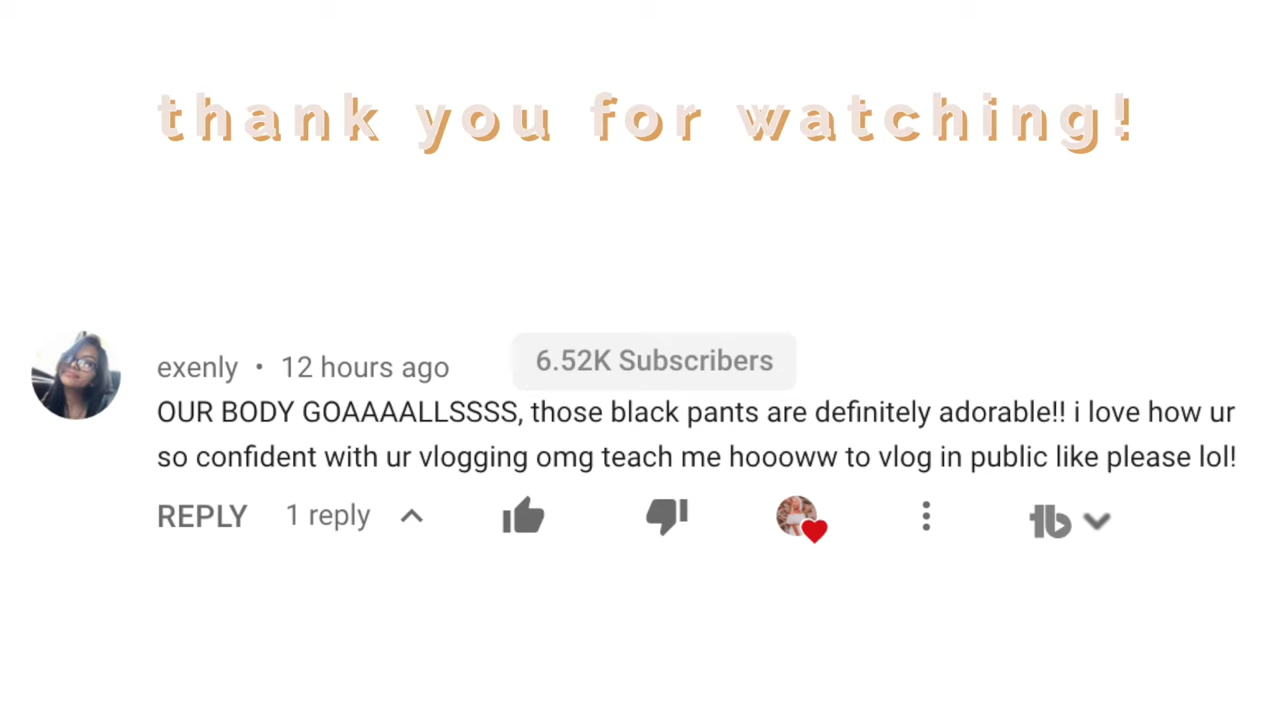 thank you for watching!
exenly • 12 hours ago
6.52K Subscribers
OUR BODY GOAAAALLSSSS, those black pants are definitely adorable!! i love how ur
so confident with ur vlogging omg teach me hoooww to vlog in public like please lol!
REPLY 1 reply
tb